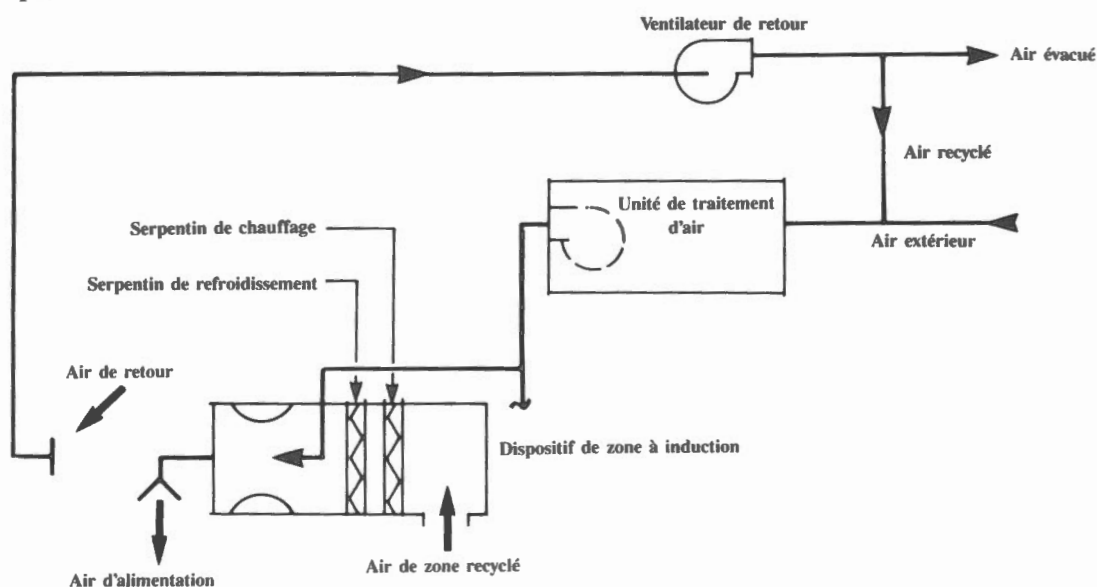 Ventilateur de retour
Air évacué
Air recyclé
Unité de traitement
d'air
Air extérieur
Serpentin de chauffage
Serpentin de refroidissement
Air de retour
Dispositif de zone à induction
Air de zone recyclé
Air d'alimentation